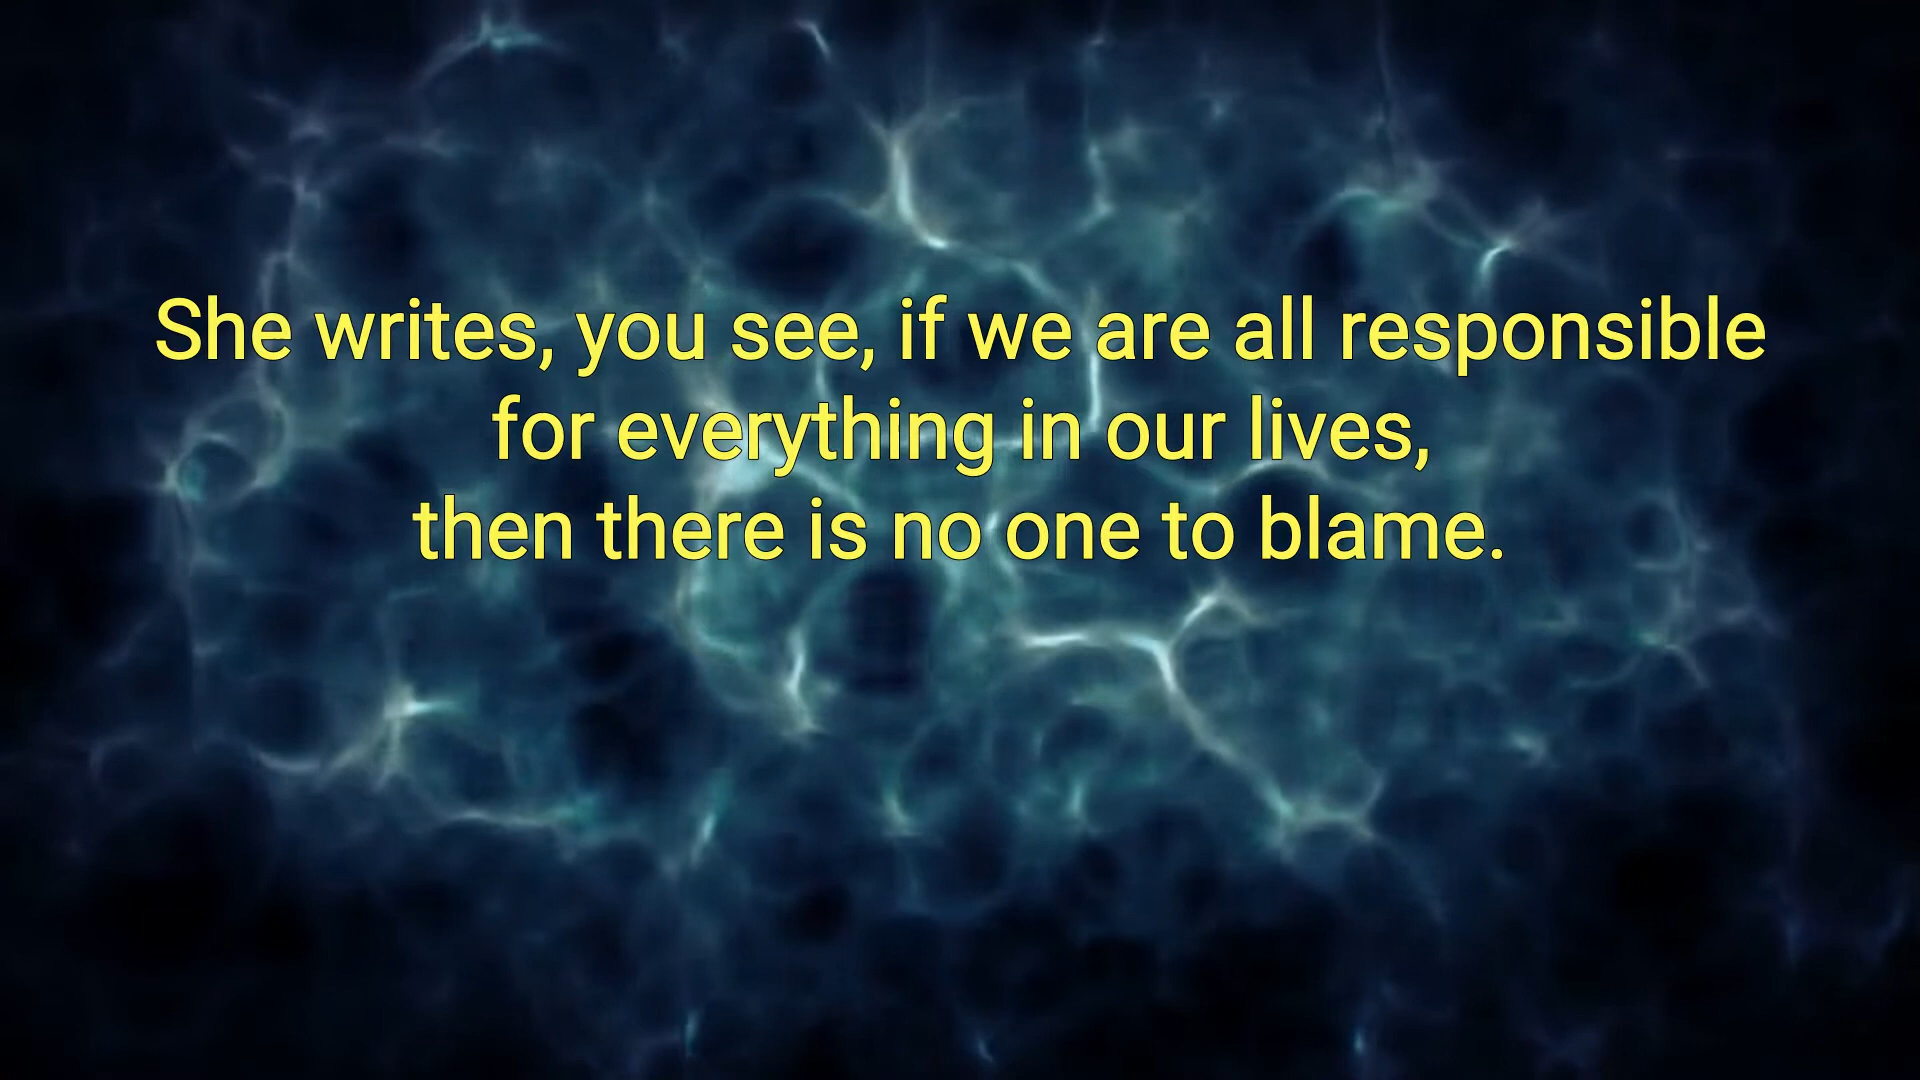 She writes, you see, if we are all responsible
for everything in our lives,
then there is no one to blame.